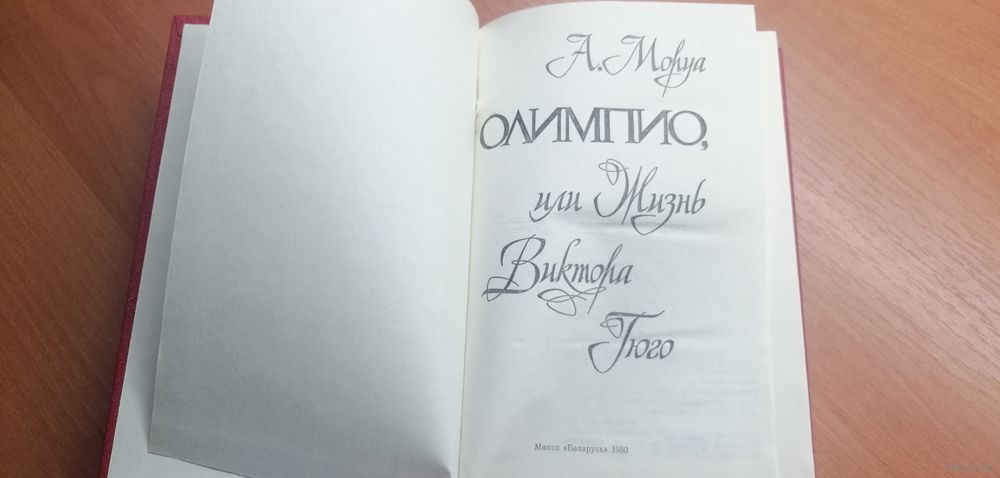 А. Моруа
ОЛИМПИО,
или Жизнь
Виктора
Гюго
Минск «Беларусь» 1980